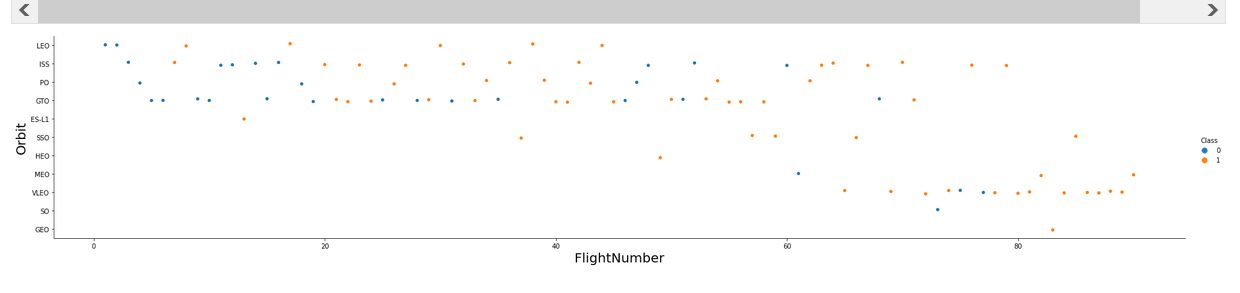 LEO
ISS
PO
GTO
ES-L1
SSO
HEO
MEO
VLEO
SO
GEO
Orbit
0 20 40 60 80
FlightNumber
Class
0
1